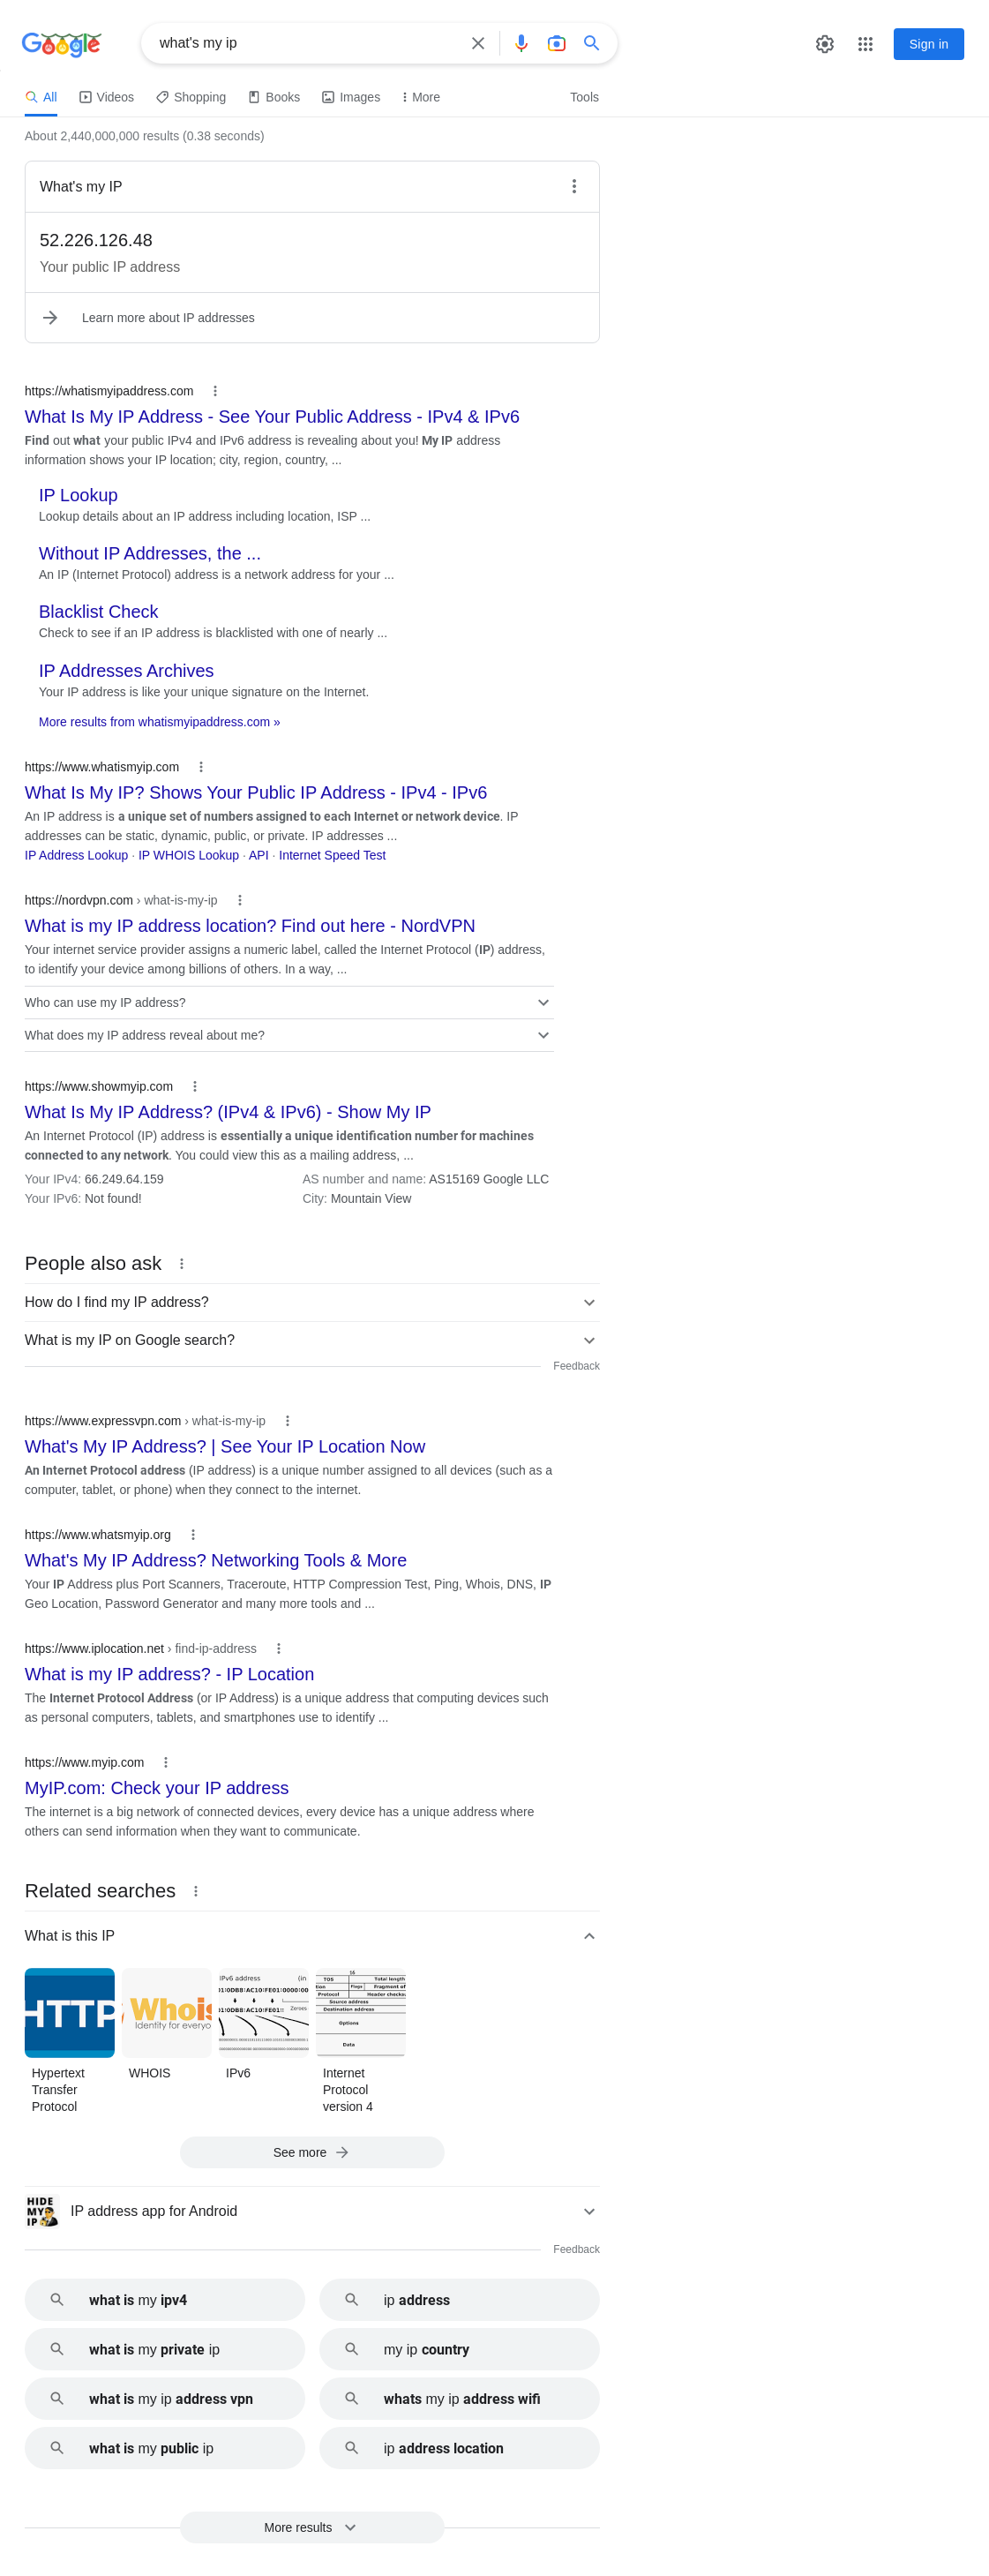 Google
what's my ip
Sign in
All
Videos
Shopping
Books
Images
More
Tools
About 2,440,000,000 results (0.38 seconds)
What's my IP
52.226.126.48
Your public IP address
Learn more about IP addresses
https://whatismyipaddress.com
What Is My IP Address - See Your Public Address - IPv4 & IPv6
Find out what your public IPv4 and IPv6 address is revealing about you! My IP address
information shows your IP location; city, region, country, ...
IP Lookup
Lookup details about an IP address including location, ISP ...
Without IP Addresses, the ...
An IP (Internet Protocol) address is a network address for your ...
Blacklist Check
Check to see if an IP address is blacklisted with one of nearly ...
IP Addresses Archives
Your IP address is like your unique signature on the Internet.
More results from whatismyipaddress.com »
https://www.whatismyip.com
What Is My IP? Shows Your Public IP Address - IPv4 - IPv6
An IP address is a unique set of numbers assigned to each Internet or network device. IP
addresses can be static, dynamic, public, or private. IP addresses ...
IP Address Lookup · IP WHOIS Lookup · API · Internet Speed Test
https://nordvpn.com › what-is-my-ip
What is my IP address location? Find out here - NordVPN
Your internet service provider assigns a numeric label, called the Internet Protocol (IP) address,
to identify your device among billions of others. In a way, ...
Who can use my IP address?
What does my IP address reveal about me?
https://www.showmyip.com
What Is My IP Address? (IPv4 & IPv6) - Show My IP
An Internet Protocol (IP) address is essentially a unique identification number for machines
connected to any network. You could view this as a mailing address, ...
Your IPv4: 66.249.64.159
AS number and name: AS15169 Google LLC
Your IPv6: Not found!
City: Mountain View
People also ask
How do I find my IP address?
What is my IP on Google search?
Feedback
https://www.expressvpn.com › what-is-my-ip
What's My IP Address? | See Your IP Location Now
An Internet Protocol address (IP address) is a unique number assigned to all devices (such as a
computer, tablet, or phone) when they connect to the internet.
https://www.whatsmyip.org
What's My IP Address? Networking Tools & More
Your IP Address plus Port Scanners, Traceroute, HTTP Compression Test, Ping, Whois, DNS, IP
Geo Location, Password Generator and many more tools and ...
https://www.iplocation.net › find-ip-address
What is my IP address? - IP Location
The Internet Protocol Address (or IP Address) is a unique address that computing devices such
as personal computers, tablets, and smartphones use to identify ...
https://www.myip.com
MyIP.com: Check your IP address
The internet is a big network of connected devices, every device has a unique address where
others can send information when they want to communicate.
Related searches
What is this IP
HTTP
Whois
Identity for everyo
IPv6 address (in
Zeroes
16
TOS
Total length
Flags
Fragment of
Protocol
Header checksu
Source address
Destination address
Options
Data
Hypertext
Transfer
Protocol
WHOIS
IPv6
Internet
Protocol
version 4
See more
HIDE
MY
IP
IP address app for Android
Feedback
what is my ipv4
ip address
what is my private ip
my ip country
what is my ip address vpn
whats my ip address wifi
what is my public ip
ip address location
More results